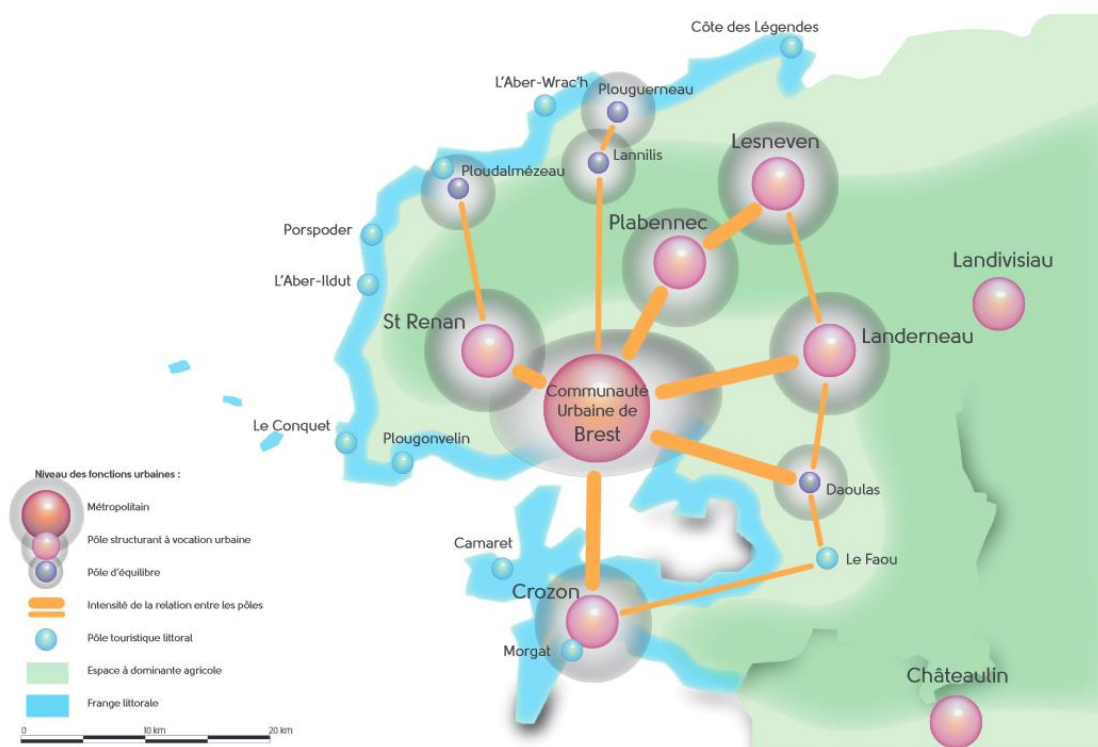 Côte des Légendes
L'Aber-Wrac'h
Plouguerneau
Lesneven
Lannilis
Ploudalmézeau
Plabennec
Porspoder
Landivisiau
L'Aber-Ildut
St Renan
Landerneau
Communauté
Urbaine de
Brest
Le Conquet
Plougonvelin
Niveau des fonctions urbaines :
Daoulas
Métropolitain
Pôle structurant à vocation urbaine
Camaret
Le Faou
Pôle d'équilibre
Crozon
Intensité de la relation entre les pôles
Pôle touristique littoral
Morgat
Espace à dominante agricole
Châteaulin
Frange littorale
0 10 km 20 km